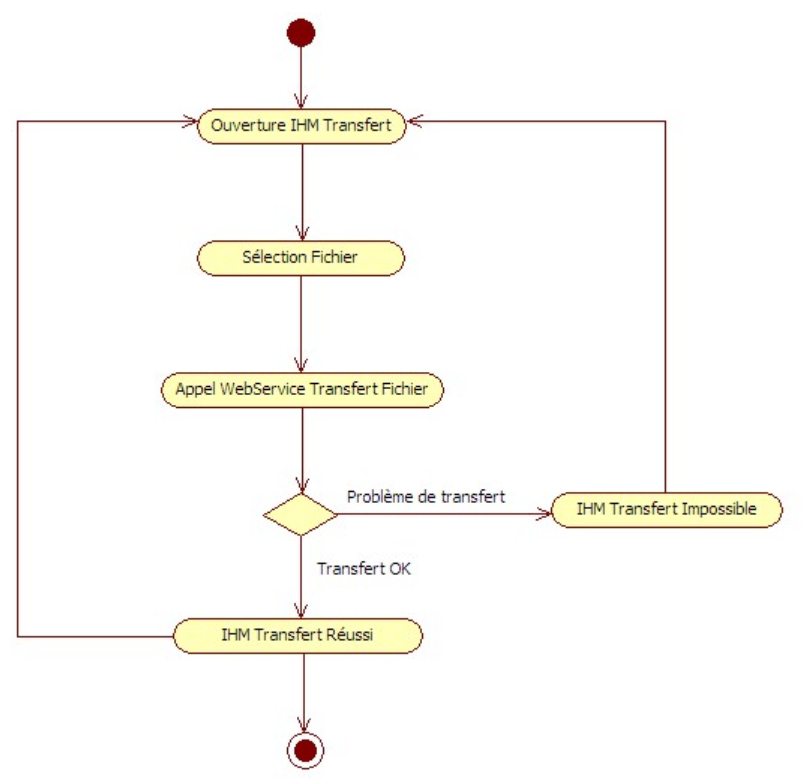 Ouverture IHM Transfert
Sélection Fichier
Appel WebService Transfert Fichier
Problème de transfert
IHM Transfert Impossible
Transfert OK
IHM Transfert Réussi